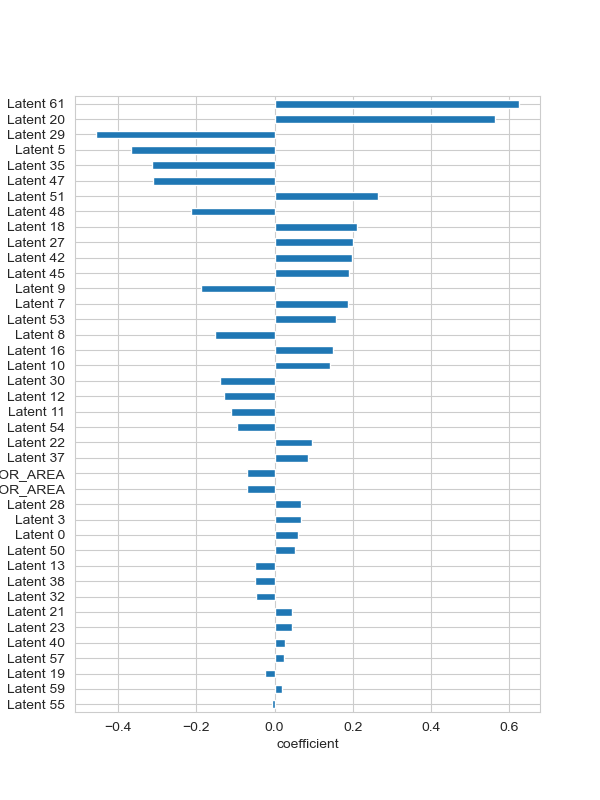 Latent 61
Latent 20
Latent 29
Latent 5
Latent 35
Latent 47
Latent 51
Latent 48
Latent 18
Latent 27
Latent 42
Latent 45
Latent 9
Latent 7
Latent 53
Latent 8
Latent 16
Latent 10
Latent 30
Latent 12
Latent 11
Latent 54
Latent 22
Latent 37
OR_AREA
OR_AREA
Latent 28
Latent 3
Latent 0
Latent 50
Latent 13
Latent 38
Latent 32
Latent 21
Latent 23
Latent 40
Latent 57
Latent 19
Latent 59
Latent 55
−0.4 −0.2 0.0 0.2 0.4 0.6
coefficient